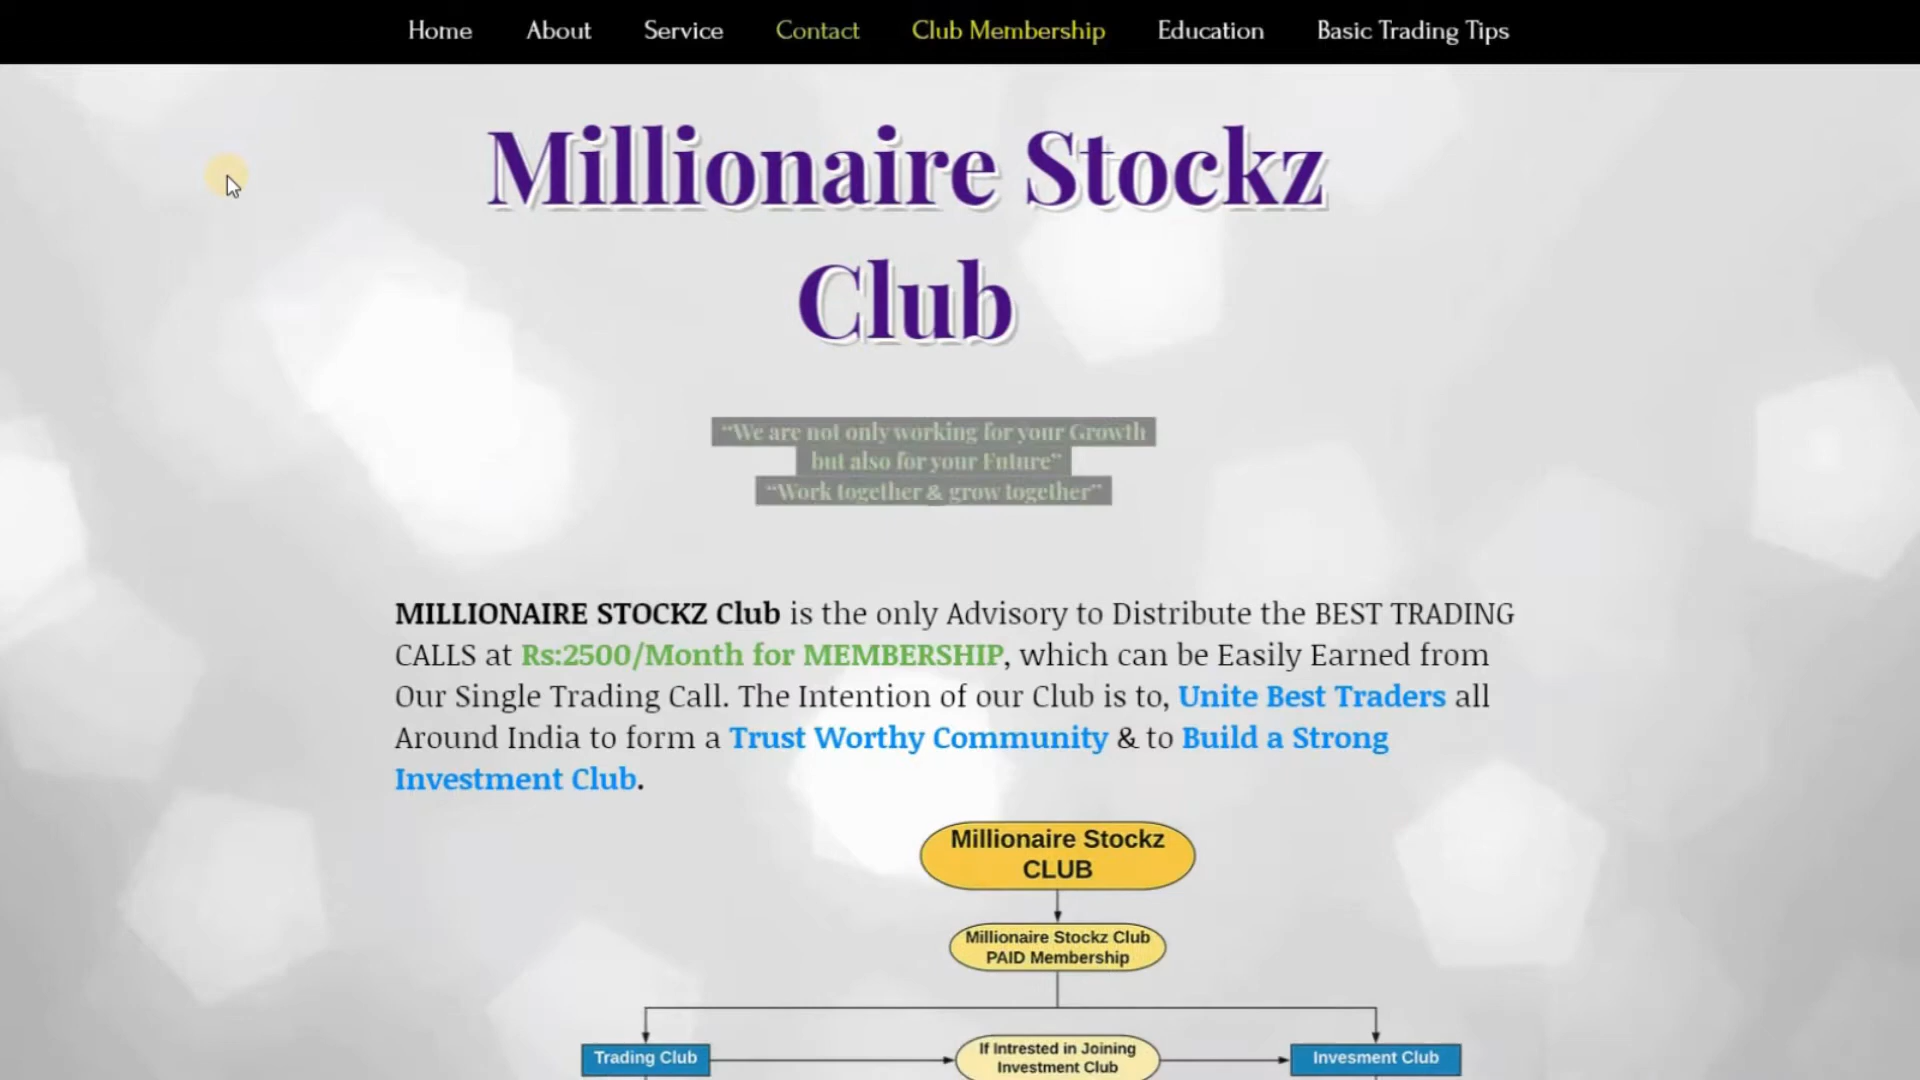 Home About Service Contact Club Membership Education Basic Trading Tips
Millionaire Stockz
Club
“We are not only working for your Growth
but also for your Future”
“Work together & grow together”
MILLIONAIRE STOCKZ Club is the only Advisory to Distribute the BEST TRADING
CALLS at Rs:2500/Month for MEMBERSHIP, which can be Easily Earned from
Our Single Trading Call. The Intention of our Club is to, Unite Best Traders all
Around India to form a Trust Worthy Community & to Build a Strong
Investment Club.
Millionaire Stockz
CLUB
Millionaire Stockz Club
PAID Membership
Trading Club
If Intrested in Joining
Investment Club
Invesment Club